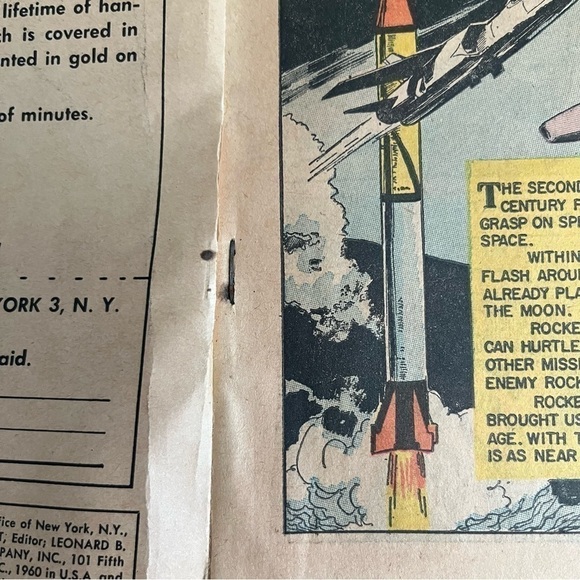 lifetime of han-
h is covered in
nted in gold on
of minutes.
ORK 3, N. Y.
aid.
fice of New York, N.Y.,
T, Editor; LEONARD B.
PANY, INC., 101 Fifth
C., 1960 in U.S.A. and
THE SECOND
CENTURY F
GRASP ON SP
SPACE.
WITHIN
FLASH AROU
ALREADY PLA
THE MOON.
ROCKE
CAN HURTLE
OTHER MISSI
ENEMY ROCK
ROCKE
BROUGHT US
AGE. WITH T
IS AS NEAR